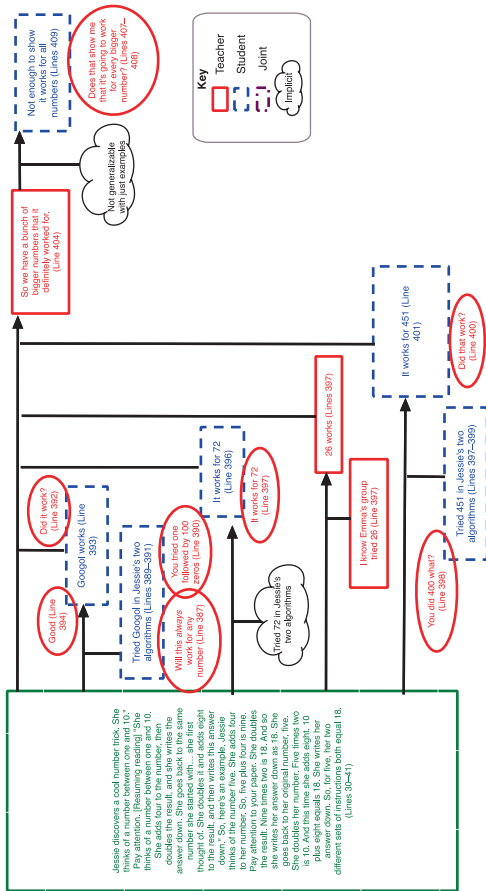 Jessie discovers a cool number trick. She
thinks of a number between one and 10."
Pay attention. [Resuming reading] "She
thinks of a number between one and 10.
She adds four to the number, then
doubles the result, and she writes the
answer down. She goes back to the same
number she started with... she first
thought of. She doubles it and adds eight
to the result, and then writes this answer
down." So, here's an example. Jessie
thinks of the number five. She adds four
to her number. So, five plus four is nine.
Pay attention to your paper. She doubles
the result. Nine times two is 18. And so
she writes her answer down as 18. She
goes back to her original number, five.
She doubles her number. Five times two
is 10. And this time she adds eight. 10
plus eight equals 18. She writes her
answer down. So, for five, her two
different sets of instructions both equal 18.
(Lines 30–41)
Good (Line
394)
Did it work?
(Line 392)
Googol works (Line
393)
Tried Googol in Jessie's two
algorithms (Lines 389–391)
Will this always
work for any
number (Line 387)
You tried one
followed by 100
zeros (Line 390)
It works for 72
(Line 396)
It works for 72
(Line 397)
Tried 72 in Jessie's
two algorithms
26 works (Lines 397)
I know Emma's group
tried 26 (Line 397)
It works for 451 (Line
401)
Did that work?
(Line 400)
Tried 451 in Jessie's two
algorithms (Lines 397–399)
You did 400 what?
(Line 398)
So we have a bunch of
bigger numbers that it
definitely worked for,
(Line 404)
Not generalizable
with just examples
Not enough to show
it works for all
numbers (Lines 409)
Does that show me
that it's going to work
for every bigger
number" (Lines 407–
408)
Key
Teacher
Student
Joint
Implicit